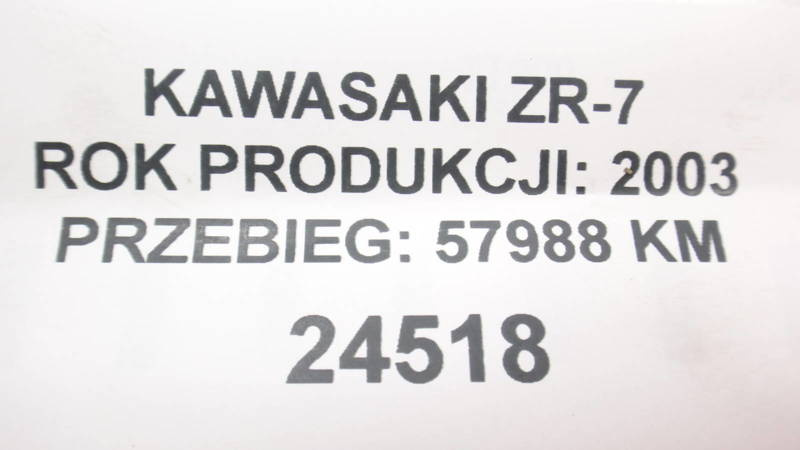 KAWASAKI ZR-7
ROK PRODUKCJI: 2003
PRZEBIEG: 57988 KM
24518